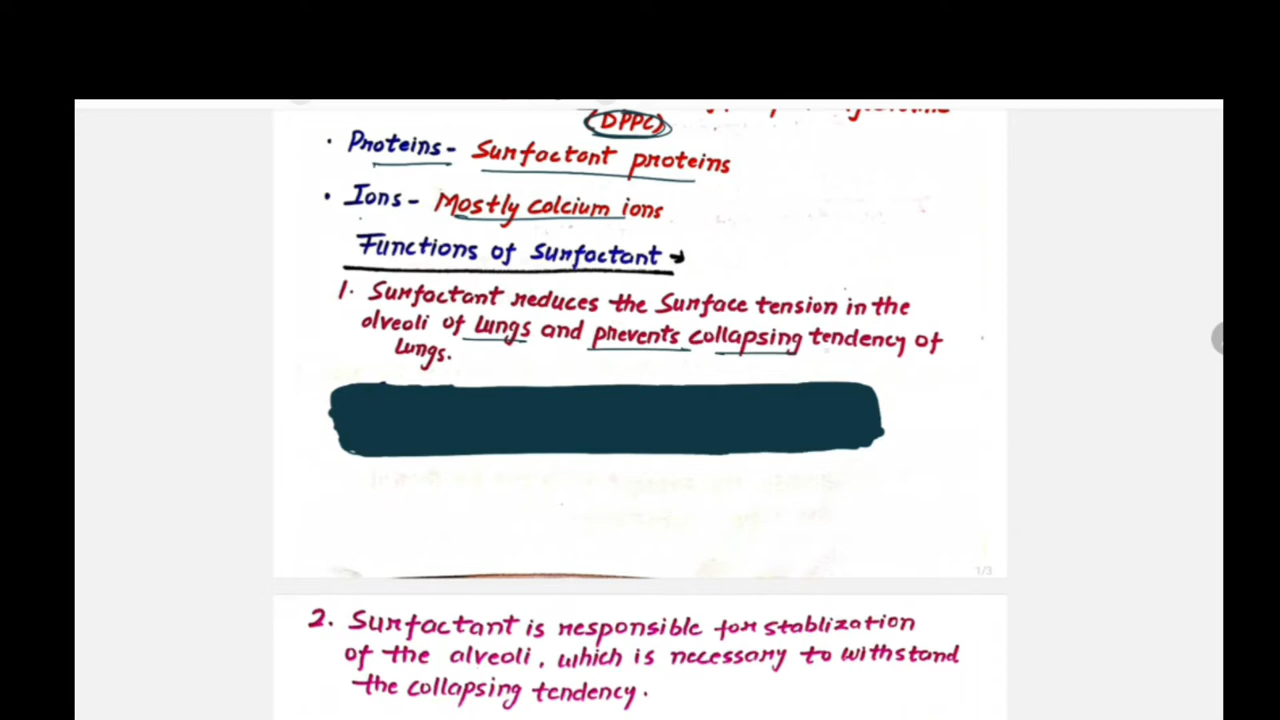 (DPPC)
• Proteins - Surfactant proteins
• Ions - Mostly calcium ions
Functions of Surfactant →
1. Surfactant reduces the Surface tension in the
alveoli of lungs and prevents collapsing tendency of
lungs.
1/3
2. Surfactant is responsible for stablization
of the alveoli, which is necessary to withstand
the collapsing tendency.